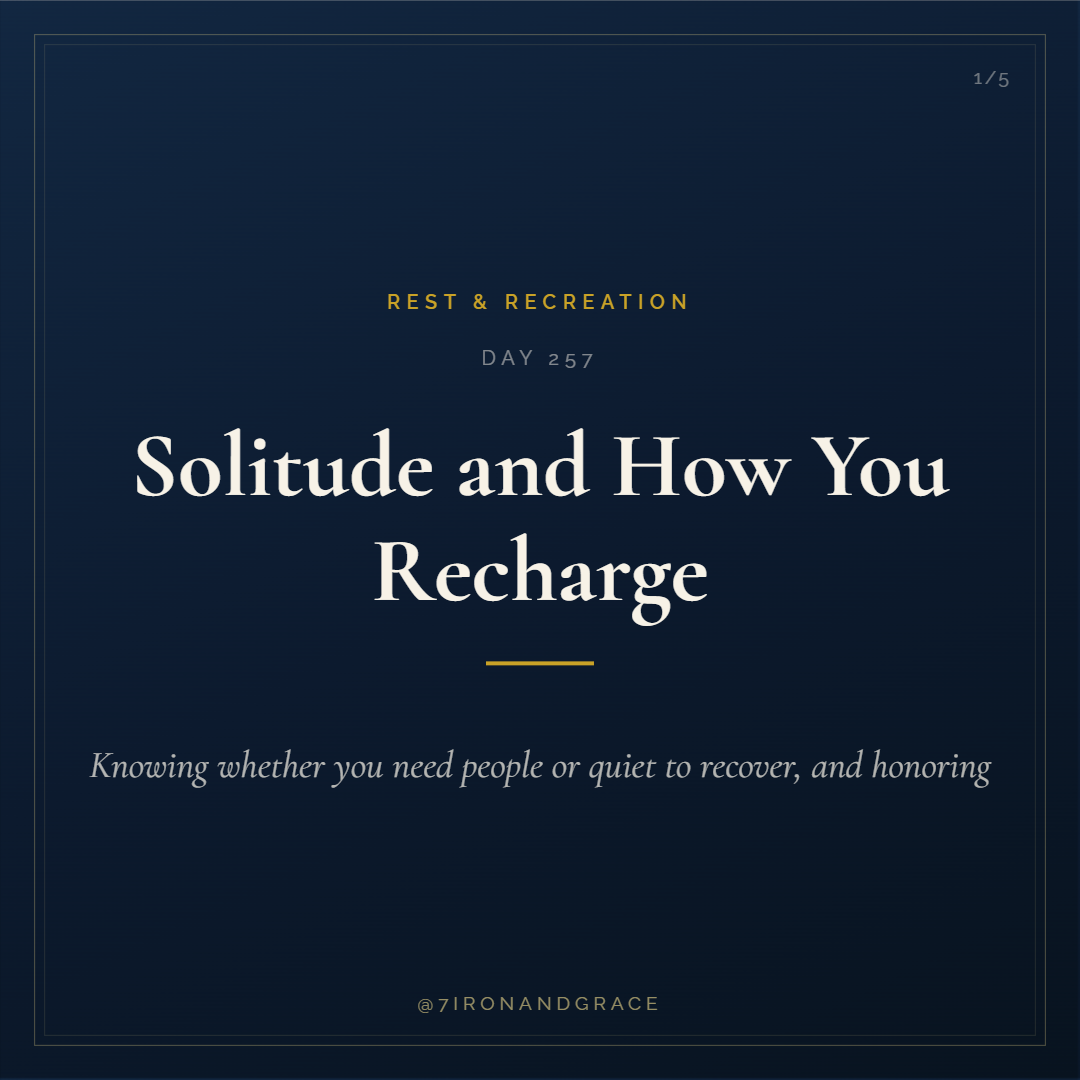 1/5
REST & RECREATION
DAY 257
Solitude and How You
Recharge
Knowing whether you need people or quiet to recover, and honoring
@7IRONANDGRACE